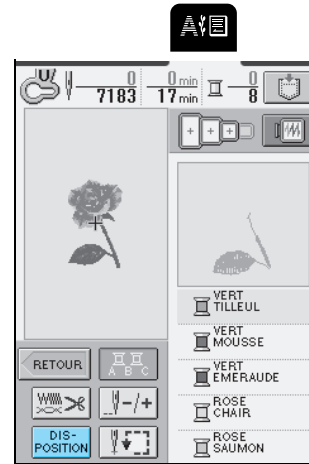 A
U
0
7183
0 min
17 min
0
8
VERT
TILLEUL
VERT
MOUSSE
VERT
EMERAUDE
ROSE
CHAIR
ROSE
SAUMON
RETOUR
A B C
-/+
DIS-
POSITION